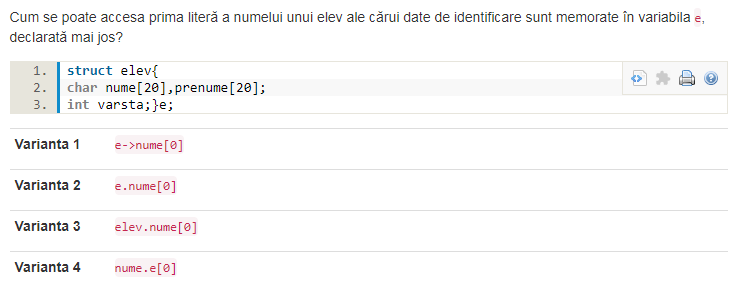 Cum se poate accesa prima literă a numelui unui elev ale cărui date de identificare sunt memorate în variabila e,
declarată mai jos?
1. struct elev{
2. char nume[20],prenume[20];
3. int varsta;}e;
Varianta 1 e->nume[0]
Varianta 2 e.nume[0]
Varianta 3 elev.nume[0]
Varianta 4 nume.e[0]